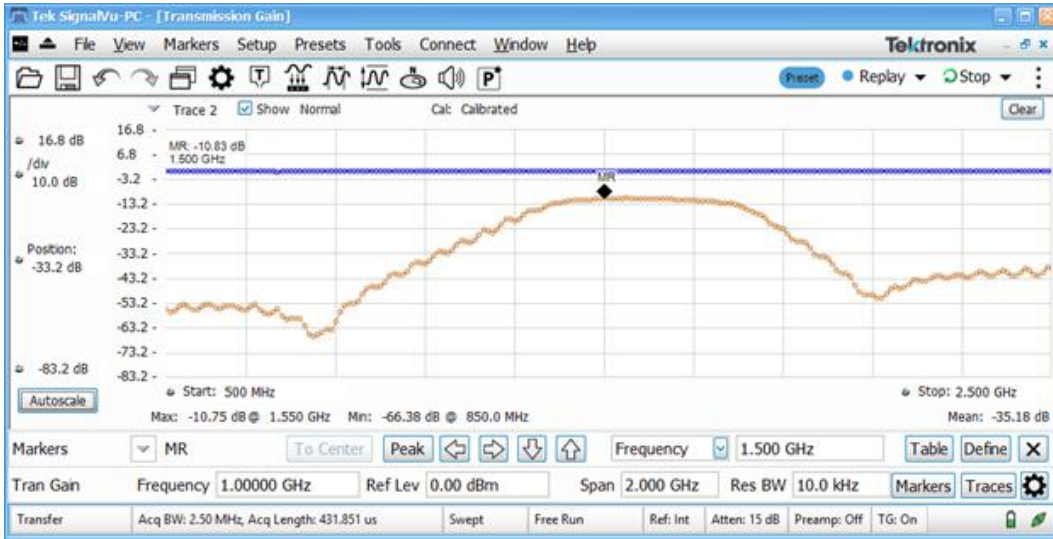 Tek SignalVu-PC - [Transmission Gain]
File View Markers Setup Presets Tools Connect Window Help Tektronix
T P Preset Replay Stop
Trace 2 Show Normal Cal: Calibrated Clear
16.8 dB
/div
10.0 dB
Position:
-33.2 dB
-83.2 dB
Autoscale
16.8
6.8
-3.2
-13.2
-23.2
-33.2
-43.2
-53.2
-63.2
-73.2
-83.2
MR: -10.83 dB
1.500 GHz
MR
Start: 500 MHz Stop: 2.500 GHz
Max: -10.75 dB @ 1.550 GHz Min: -66.38 dB @ 850.0 MHz Mean: -35.18 dB
Markers MR To Center Peak Frequency 1.500 GHz Table Define X
Tran Gain Frequency 1.00000 GHz Ref Lev 0.00 dBm Span 2.000 GHz Res BW 10.0 kHz Markers Traces
Transfer Acq BW: 2.50 MHz, Acq Length: 431.851 us Swept Free Run Ref: Int Atten: 15 dB Preamp: Off TG: On